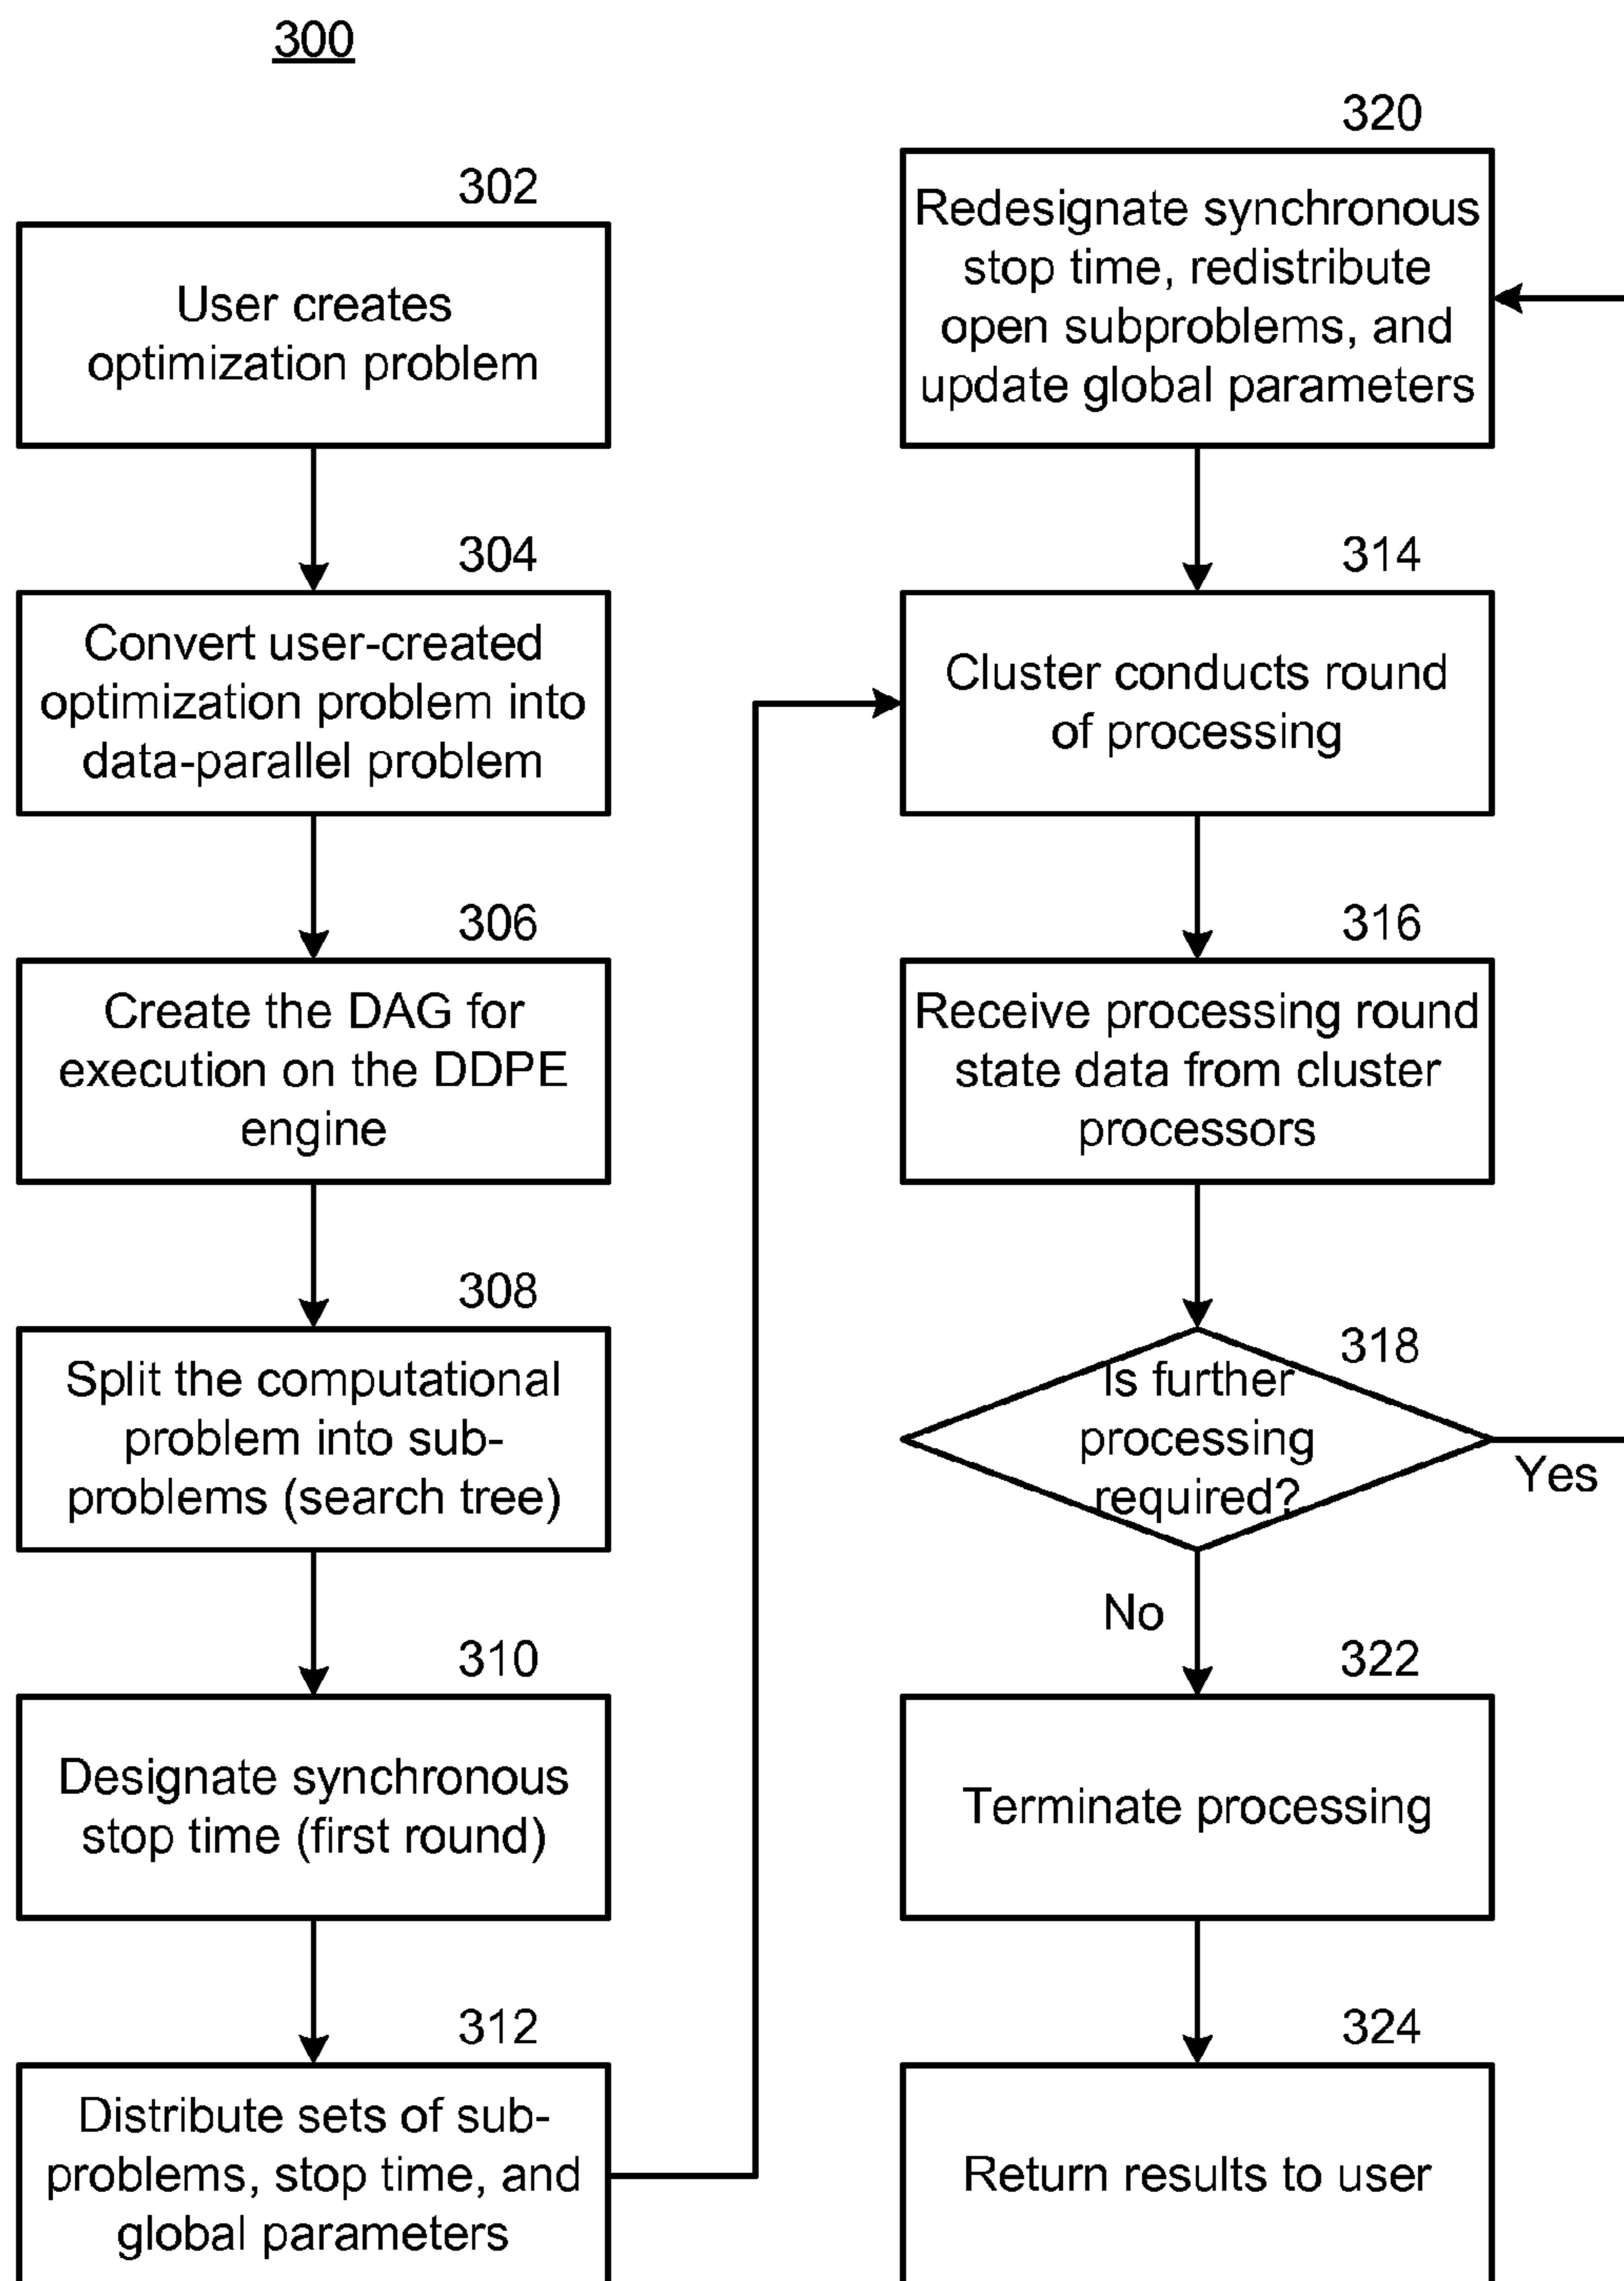 300
302
User creates
optimization problem
304
Convert user-created
optimization problem into
data-parallel problem
306
Create the DAG for
execution on the DDPE
engine
308
Split the computational
problem into sub-
problems (search tree)
310
Designate synchronous
stop time (first round)
312
Distribute sets of sub-
problems, stop time, and
global parameters
320
Redesignate synchronous
stop time, redistribute
open subproblems, and
update global parameters
314
Cluster conducts round
of processing
316
Receive processing round
state data from cluster
processors
318
Is further
processing
required?
Yes
No
322
Terminate processing
324
Return results to user